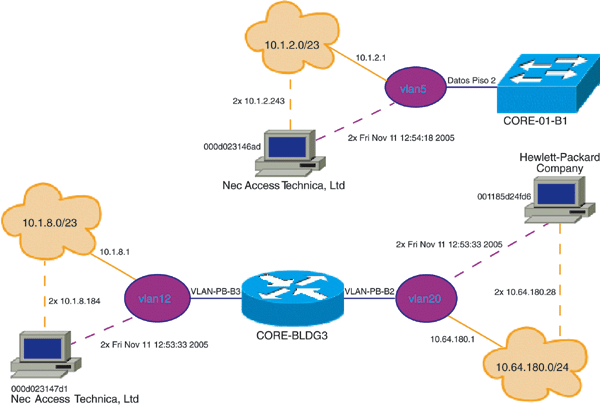 10.1.2.0/23
10.1.2.1
vlan5
Datos Piso 2
CORE-01-B1
2x 10.1.2.243
2x Fri Nov 11 12:54:18 2005
000d023146ad
Nec Access Technica, Ltd
Hewlett-Packard
Company
001185d24fd6
10.1.8.0/23
10.1.8.1
2x Fri Nov 11 12:53:33 2005
2x 10.1.8.184
vlan12
VLAN-PB-B3
CORE-BLDG3
VLAN-PB-B2
vlan20
2x 10.64.180.28
2x Fri Nov 11 12:53:33 2005
10.64.180.1
10.64.180.0/24
000d023147d1
Nec Access Technica, Ltd